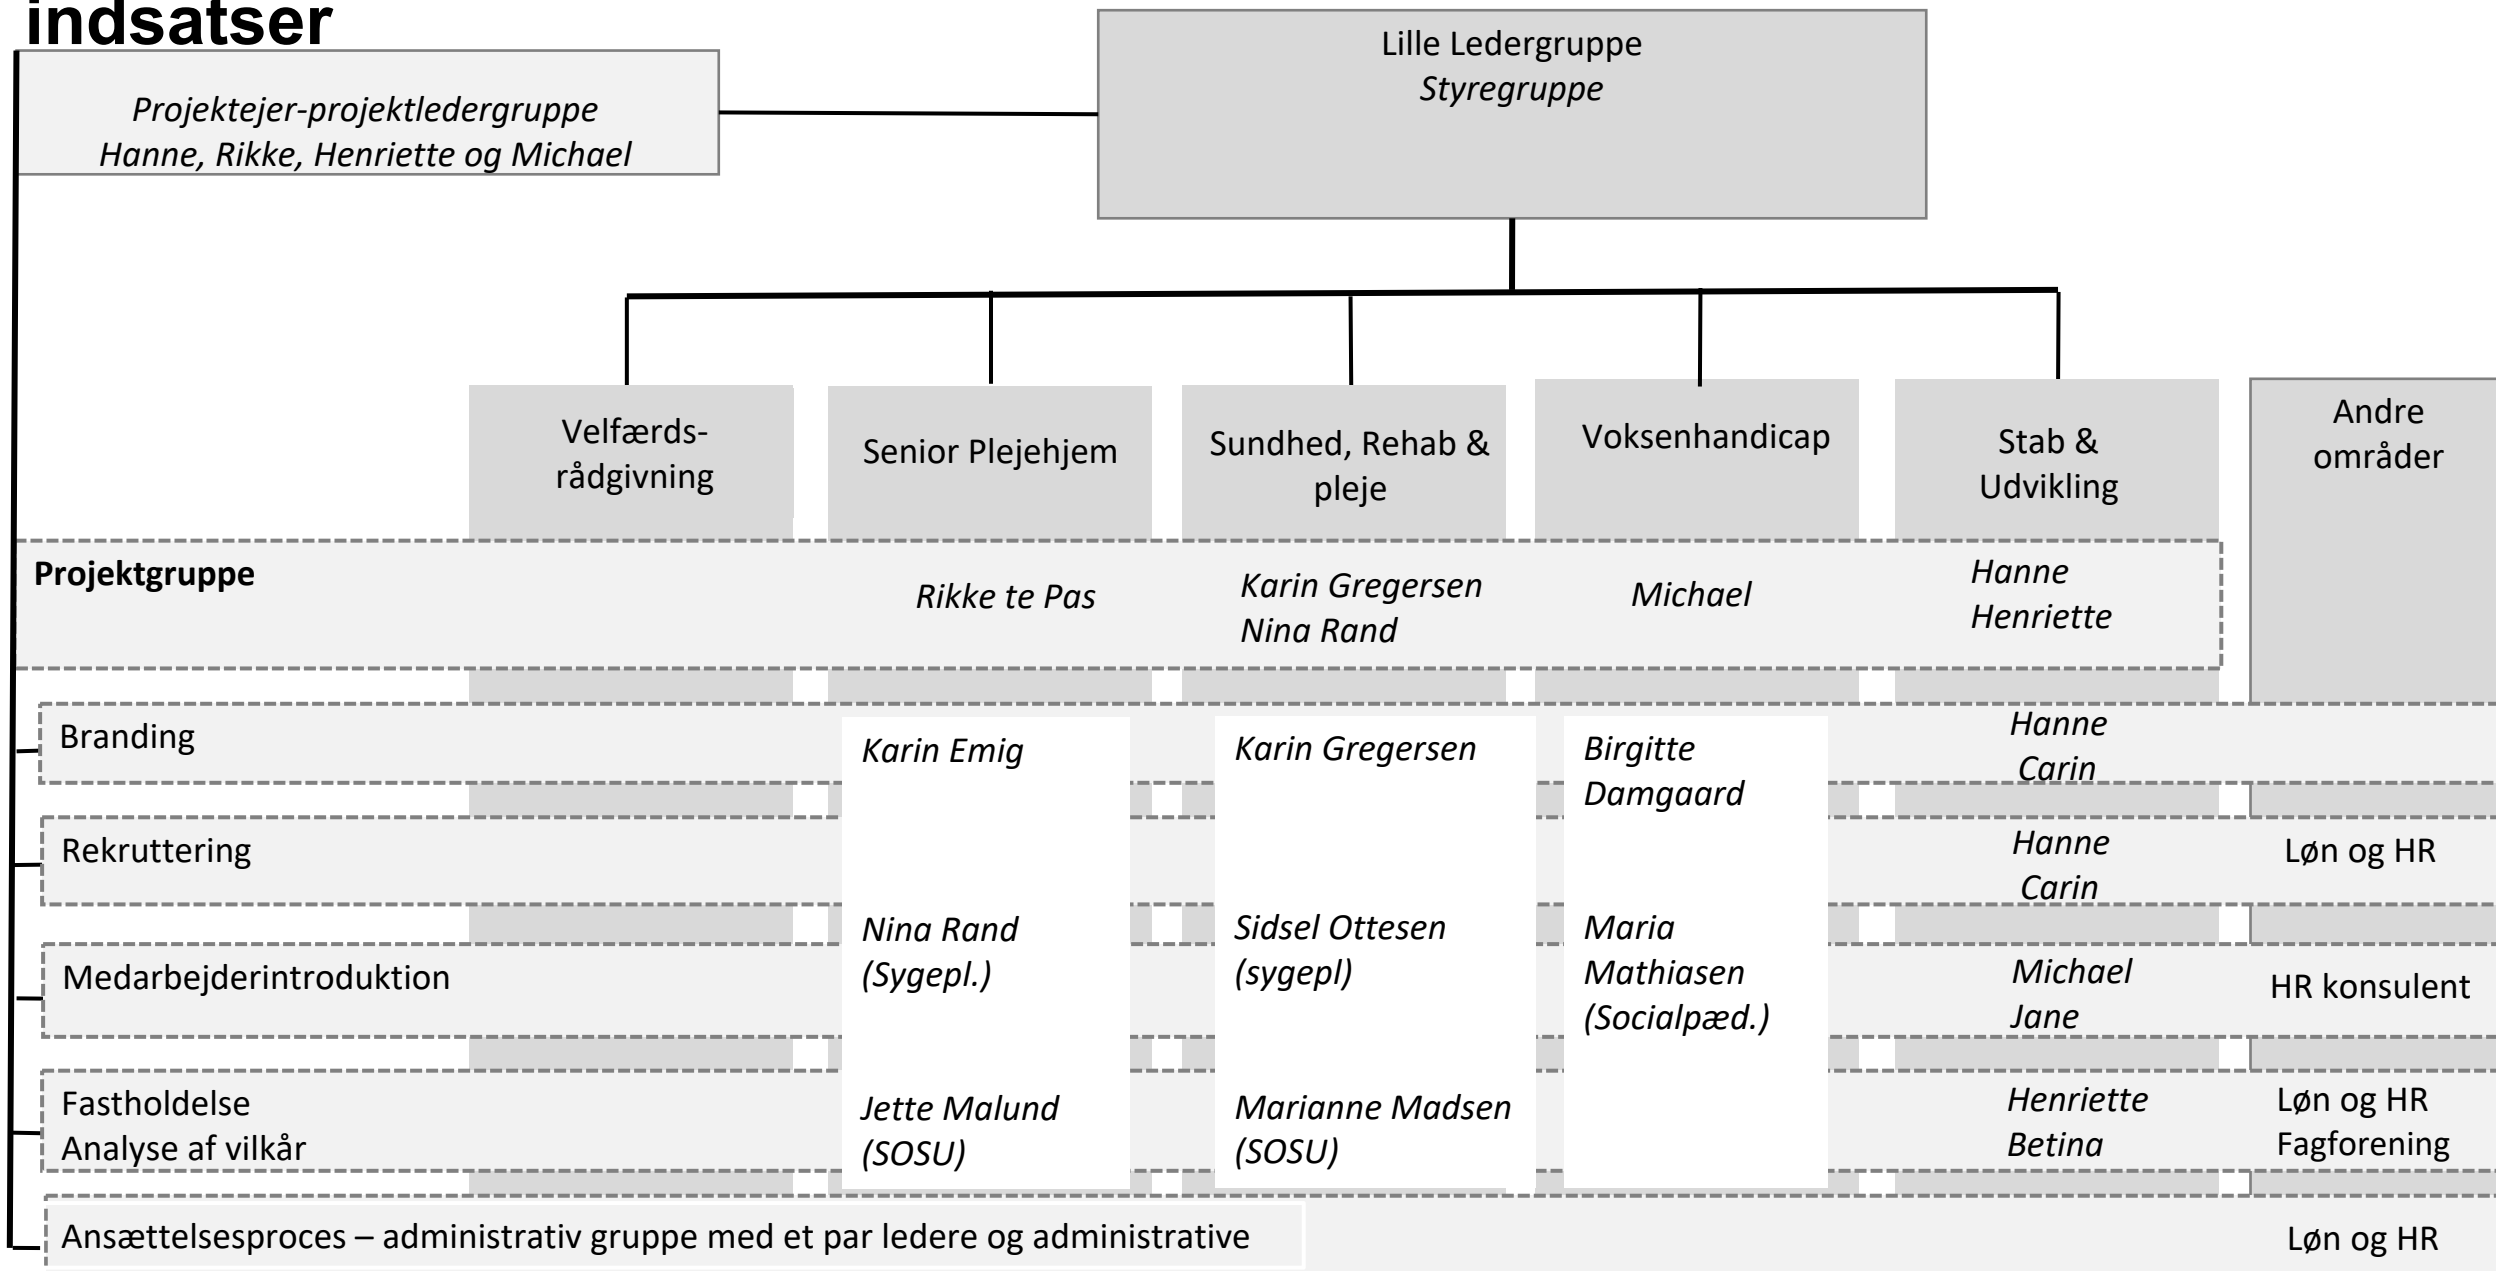 indsatser
Lille Ledergruppe
Styregruppe
Projektejer-projektledergruppe
Hanne, Rikke, Henriette og Michael
Velfærds-
rådgivning
Senior Plejehjem
Sundhed, Rehab &
pleje
Voksenhandicap
Stab &
Udvikling
Andre
områder
Projektgruppe
Rikke te Pas
Karin Gregersen
Nina Rand
Michael
Hanne
Henriette
Branding
Karin Emig
Karin Gregersen
Birgitte
Damgaard
Hanne
Carin
Rekruttering
Hanne
Carin
Løn og HR
Medarbejderintroduktion
Nina Rand
(Sygepl.)
Sidsel Ottesen
(sygepl)
Maria
Mathiasen
(Socialpæd.)
Michael
Jane
HR konsulent
Fastholdelse
Analyse af vilkår
Jette Malund
(SOSU)
Marianne Madsen
(SOSU)
Henriette
Betina
Løn og HR
Fagforening
Ansættelsesproces – administrativ gruppe med et par ledere og administrative
Løn og HR